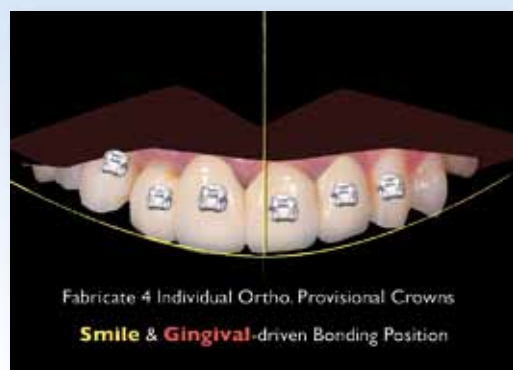 Fabricate 4 Individual Ortho. Provisional Crowns
Smile & Gingival-driven Bonding Position